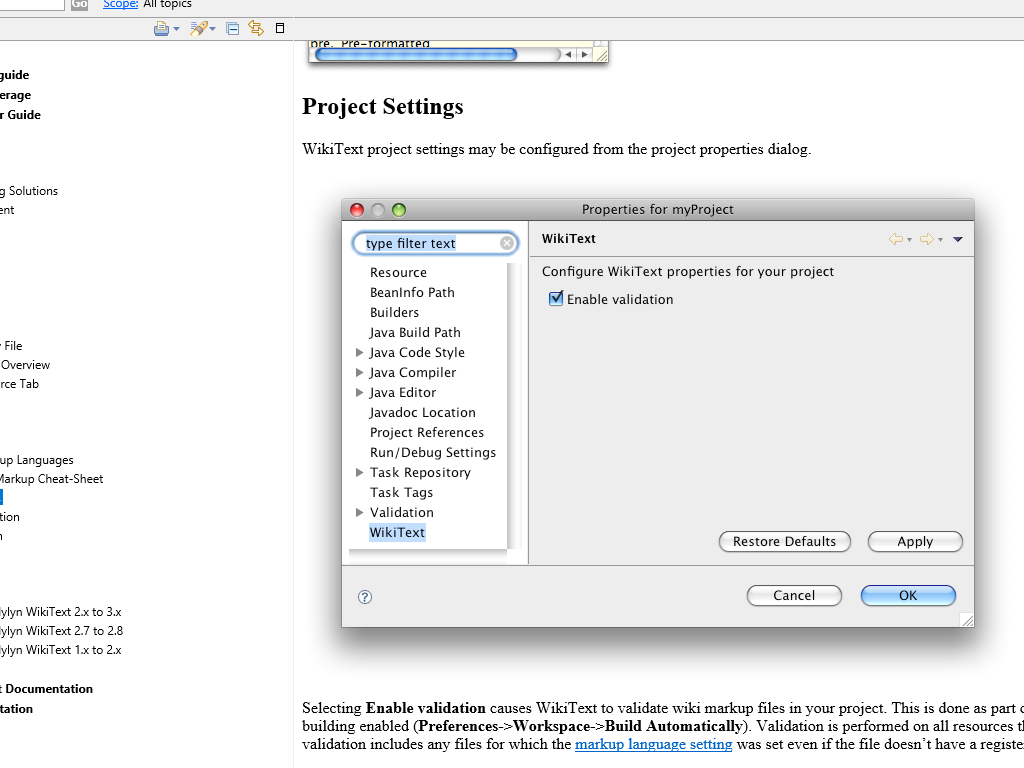 Go Scope: All topics
guide
erage
r Guide
g Solutions
ent
File
Overview
rce Tab
up Languages
Markup Cheat-Sheet
tion
ylyn WikiText 2.x to 3.x
ylyn WikiText 2.7 to 2.8
ylyn WikiText 1.x to 2.x
t Documentation
tation
pre. Pre-formatted
Project Settings
WikiText project settings may be configured from the project properties dialog.
Properties for myProject
type filter text
Resource
BeanInfo Path
Builders
Java Build Path
Java Code Style
Java Compiler
Java Editor
Javadoc Location
Project References
Run/Debug Settings
Task Repository
Task Tags
Validation
WikiText
WikiText
Configure WikiText properties for your project
Enable validation
Restore Defaults Apply
Cancel OK
Selecting Enable validation causes WikiText to validate wiki markup files in your project. This is done as part
building enabled (Preferences->Workspace->Build Automatically). Validation is performed on all resources
validation includes any files for which the markup language setting was set even if the file doesn't have a